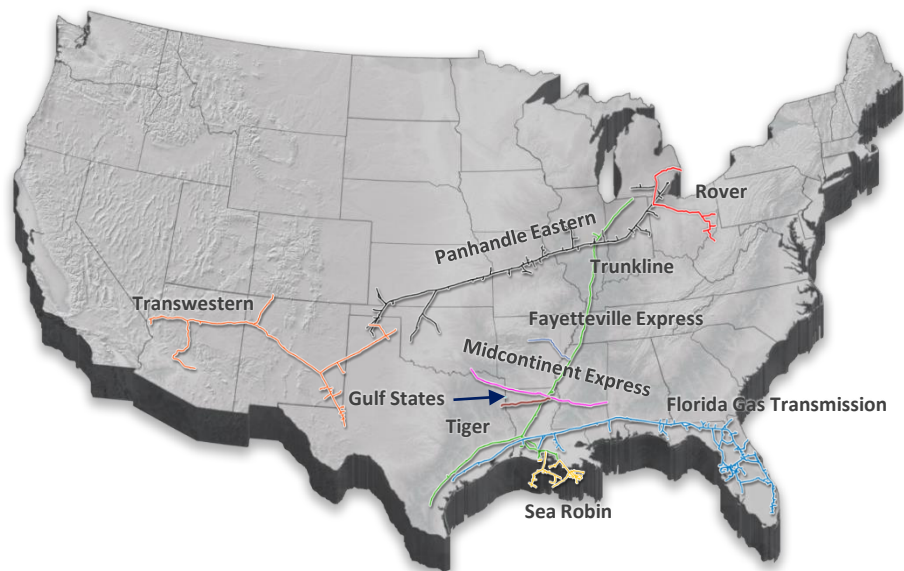 Rover
Panhandle Eastern
Trunkline
Transwestern
Fayetteville Express
Midcontinent Express
Gulf States
Florida Gas Transmission
Tiger
Sea Robin